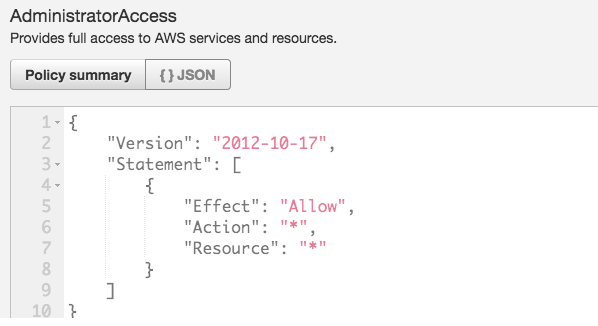 AdministratorAccess
Provides full access to AWS services and resources.
Policy summary { } JSON
1 {
2 "Version": "2012-10-17",
3 "Statement": [
4 {
5 "Effect": "Allow",
6 "Action": "*",
7 "Resource": "*"
8 }
9 ]
10 }